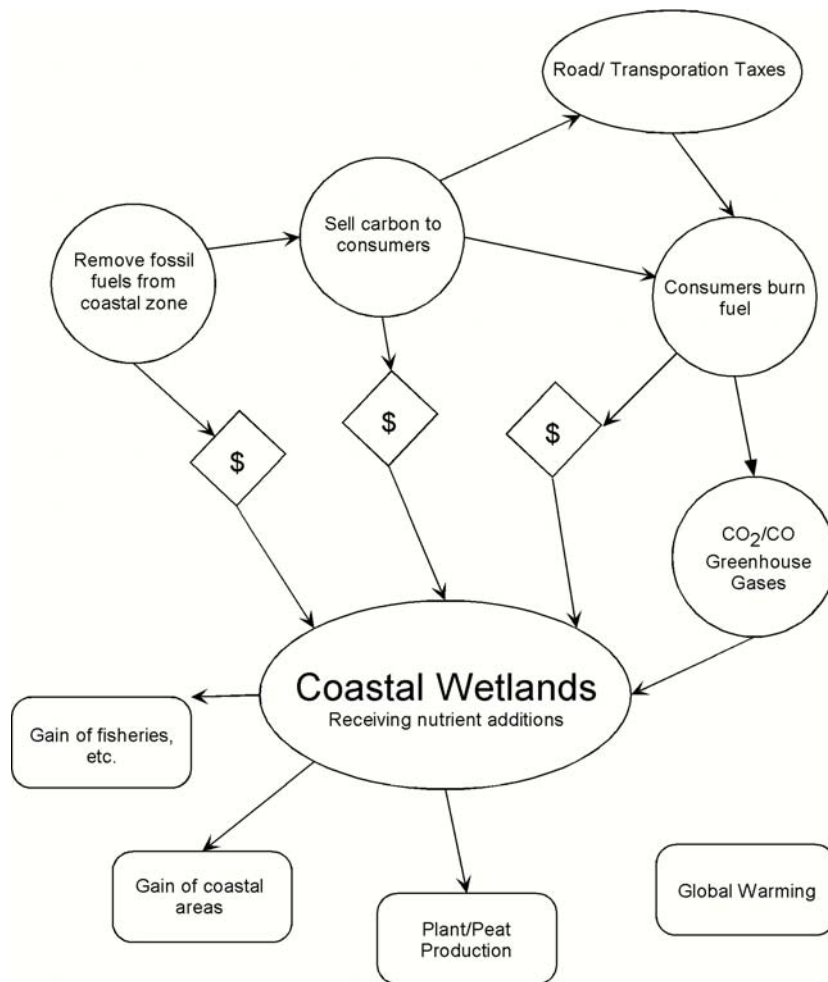 Road/ Transporation Taxes
Sell carbon to
consumers
Remove fossil
fuels from
coastal zone
Consumers burn
fuel
$
$
$
CO2/CO
Greenhouse
Gases
Coastal Wetlands
Receiving nutrient additions
Gain of fisheries,
etc.
Gain of coastal
areas
Global Warming
Plant/Peat
Production